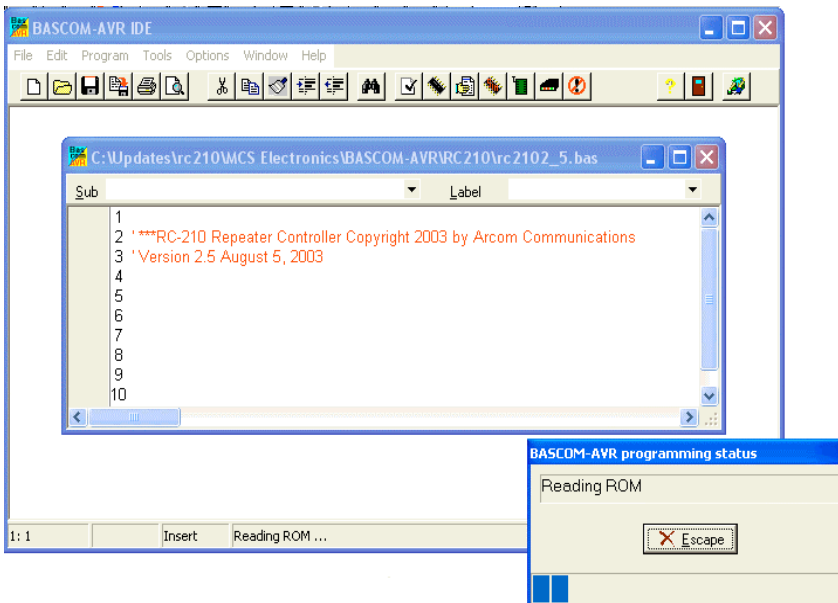 BASCOM-AVR IDE
File Edit Program Tools Options Window Help
C:\Updates\rc210\MCS Electronics\BASCOM-AVR\RC210\rc2102_5.bas
Sub Label
1
2 ' ***RC-210 Repeater Controller Copyright 2003 by Arcom Communications
3 ' Version 2.5 August 5, 2003
4
5
6
7
8
9
10
BASCOM-AVR programming status
Reading ROM
Escape
1: 1 Insert Reading ROM ...